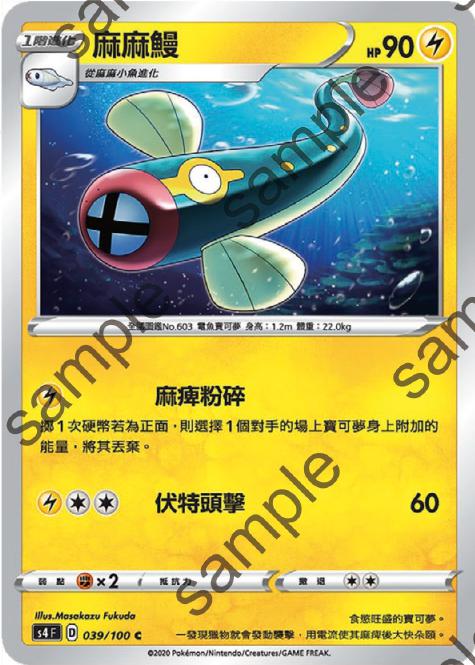 1階進化
麻麻鰻
HP90
從麻麻小魚進化
全國圖鑑No.603 電魚寶可夢 身高：1.2m 體重：22.0kg
麻痺粉碎
擲1次硬幣若為正面，則選擇1個對手的場上寶可夢身上附加的
能量，將其丟棄。
伏特頭擊 60
弱點 ×2 抵抗力 撤退
Illus.Masakazu Fukuda
s4F D 039/100 C
食慾旺盛的寶可夢。
一發現獵物就會發動襲擊，用電流使其麻痺後大快朵頤。
©2020 Pokémon/Nintendo/Creatures/GAME FREAK.
sample
sample
sample
sample
sample
sample
sample
sample